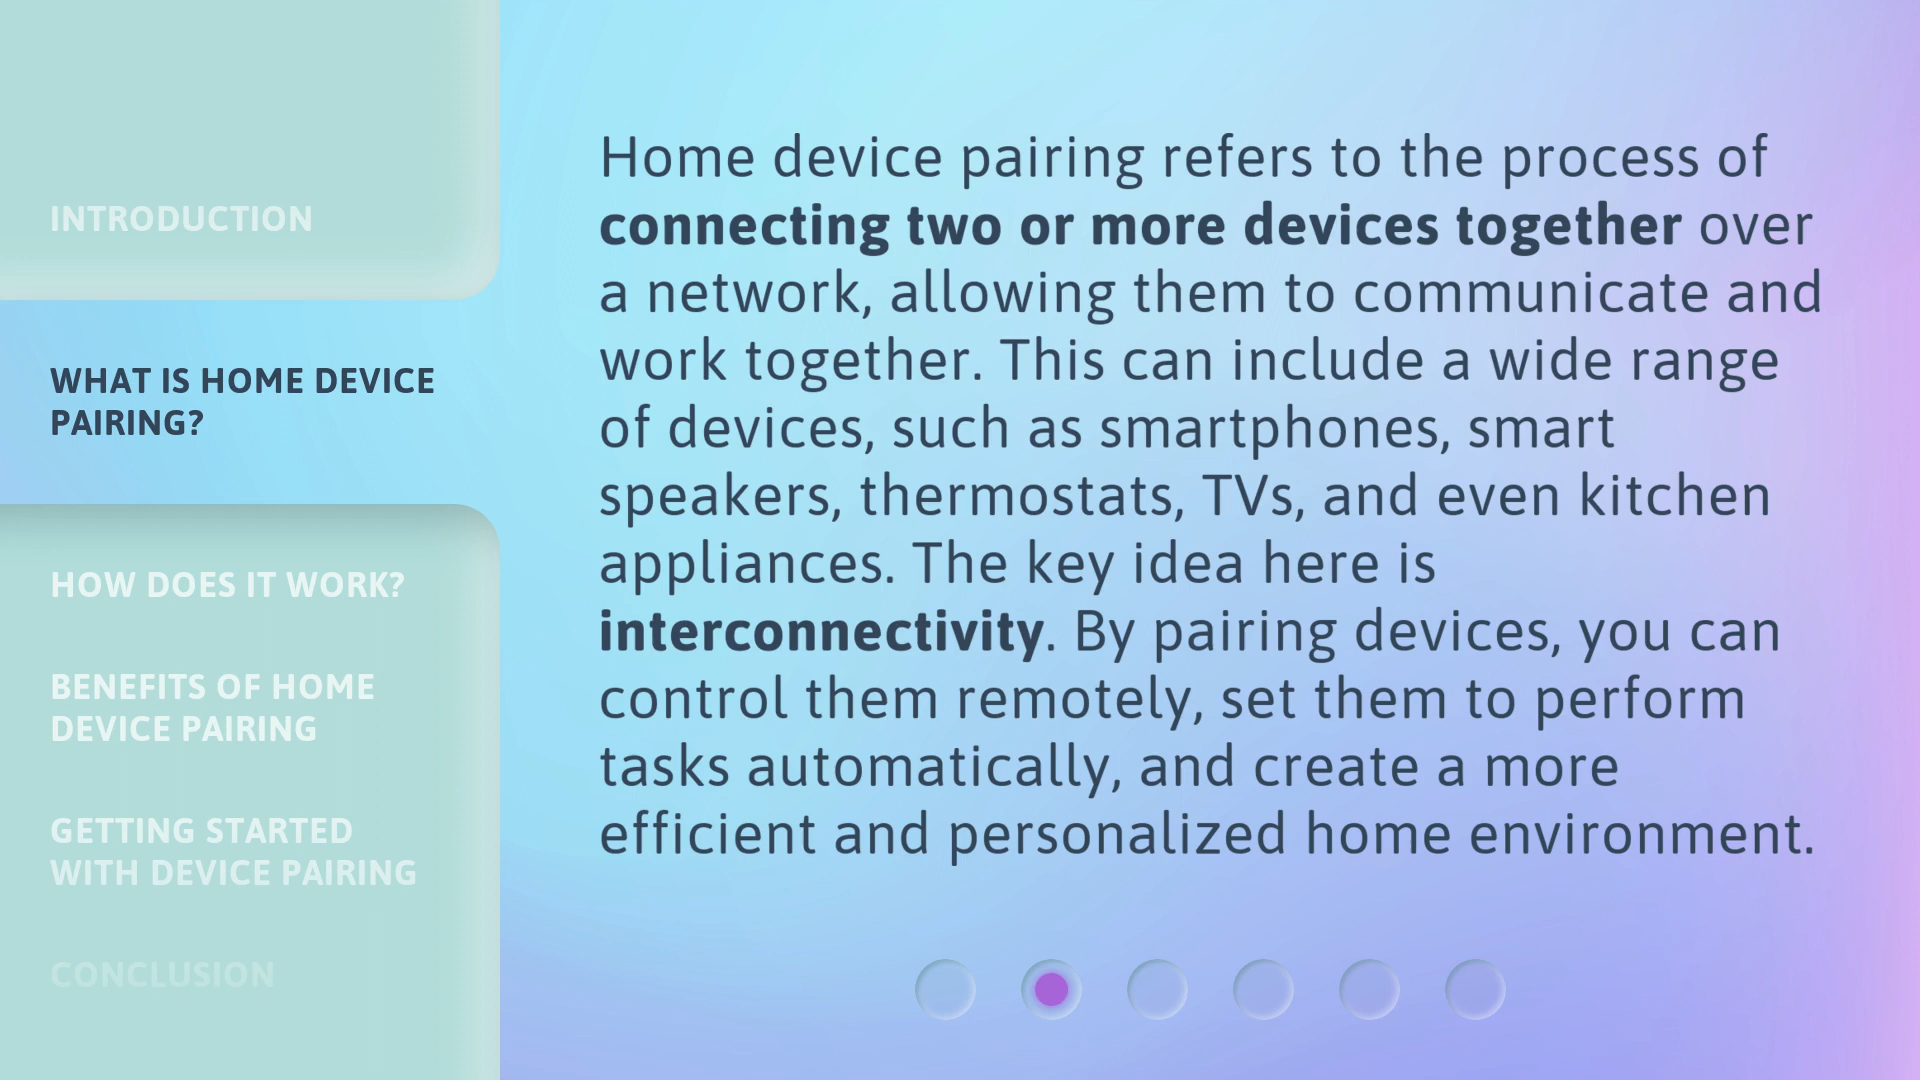 INTRODUCTION
WHAT IS HOME DEVICE
PAIRING?
HOW DOES IT WORK?
BENEFITS OF HOME
DEVICE PAIRING
GETTING STARTED
WITH DEVICE PAIRING
CONCLUSION
Home device pairing refers to the process of
connecting two or more devices together over
a network, allowing them to communicate and
work together. This can include a wide range
of devices, such as smartphones, smart
speakers, thermostats, TVs, and even kitchen
appliances. The key idea here is
interconnectivity. By pairing devices, you can
control them remotely, set them to perform
tasks automatically, and create a more
efficient and personalized home environment.